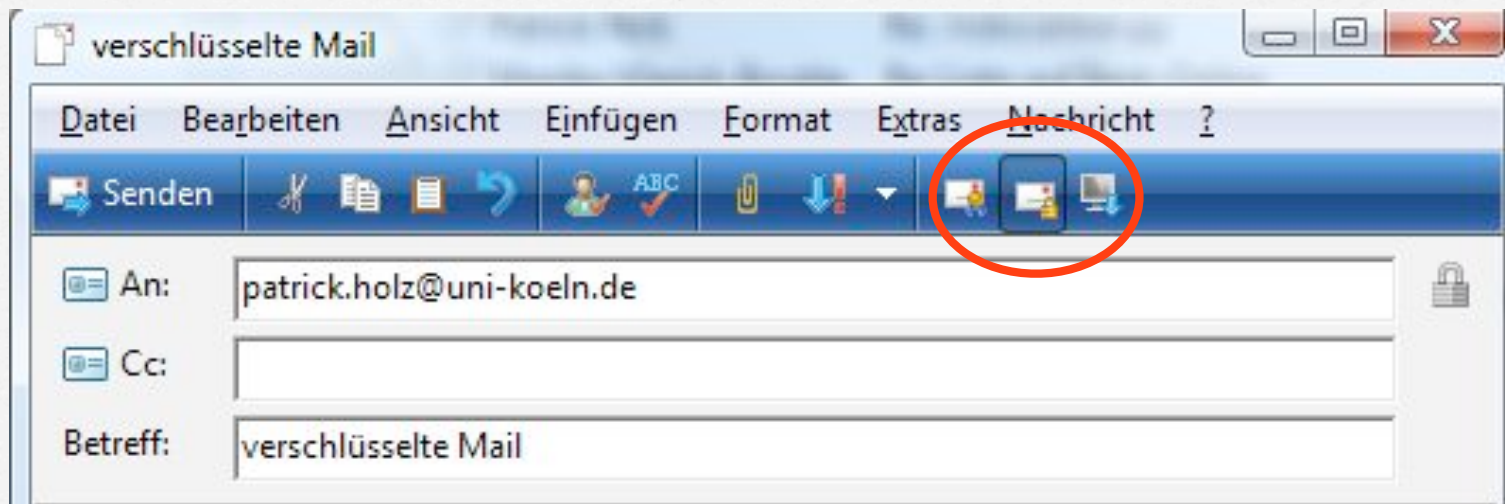 verschlüsselte Mail
Datei Bearbeiten Ansicht Einfügen Format Extras Nachricht ?
Senden ABC
An: patrick.holz@uni-koeln.de
Cc:
Betreff: verschlüsselte Mail